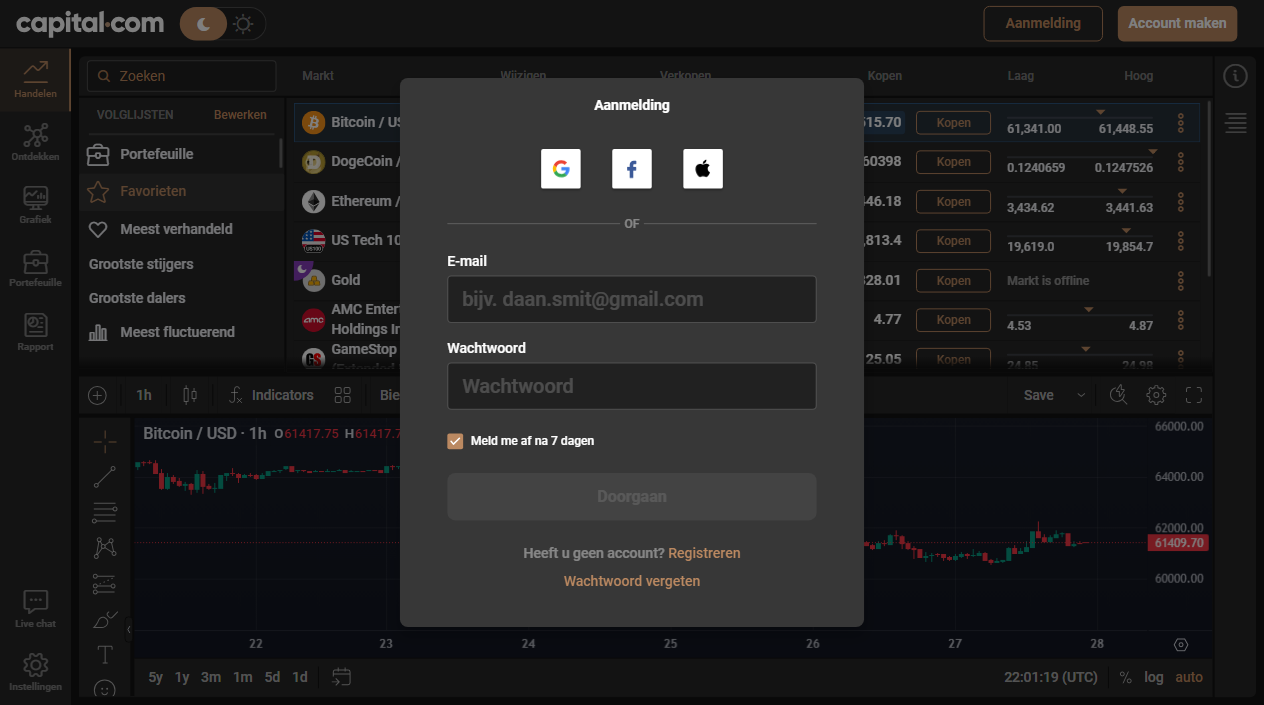 capital.com
Aanmelding
Account maken
Handelen
Ontdekken
Grafiek
Portefeuille
Rapport
Live chat
Instellingen
Zoeken
VOLGLIJSTEN Bewerken
Portefeuille
Favorieten
Meest verhandeld
Grootste stijgers
Grootste dalers
Meest fluctuerend
Markt Wijzigen Verkopen Kopen Laag Hoog
Bitcoin / US 515.70 Kopen 61,341.00 61,448.55
DogeCoin / 60398 Kopen 0.1240659 0.1247526
Ethereum / 46.18 Kopen 3,434.62 3,441.63
US Tech 10 ,813.4 Kopen 19,619.0 19,854.7
Gold 328.01 Kopen Markt is offline
AMC Enter
Holdings In 4.77 Kopen 4.53 4.87
GameStop 25.05 Kopen 24.85 24.98
(Extended
Aanmelding
OF
E-mail
bijv. daan.smit@gmail.com
Wachtwoord
Wachtwoord
Meld me af na 7 dagen
Doorgaan
Heeft u geen account? Registreren
Wachtwoord vergeten
1h Indicators Bie Save
Bitcoin / USD · 1h O61417.75 H61417.7
66000.00
64000.00
62000.00
61409.70
60000.00
22 23 24 25 26 27 28
5y 1y 3m 1m 5d 1d 22:01:19 (UTC) % log auto